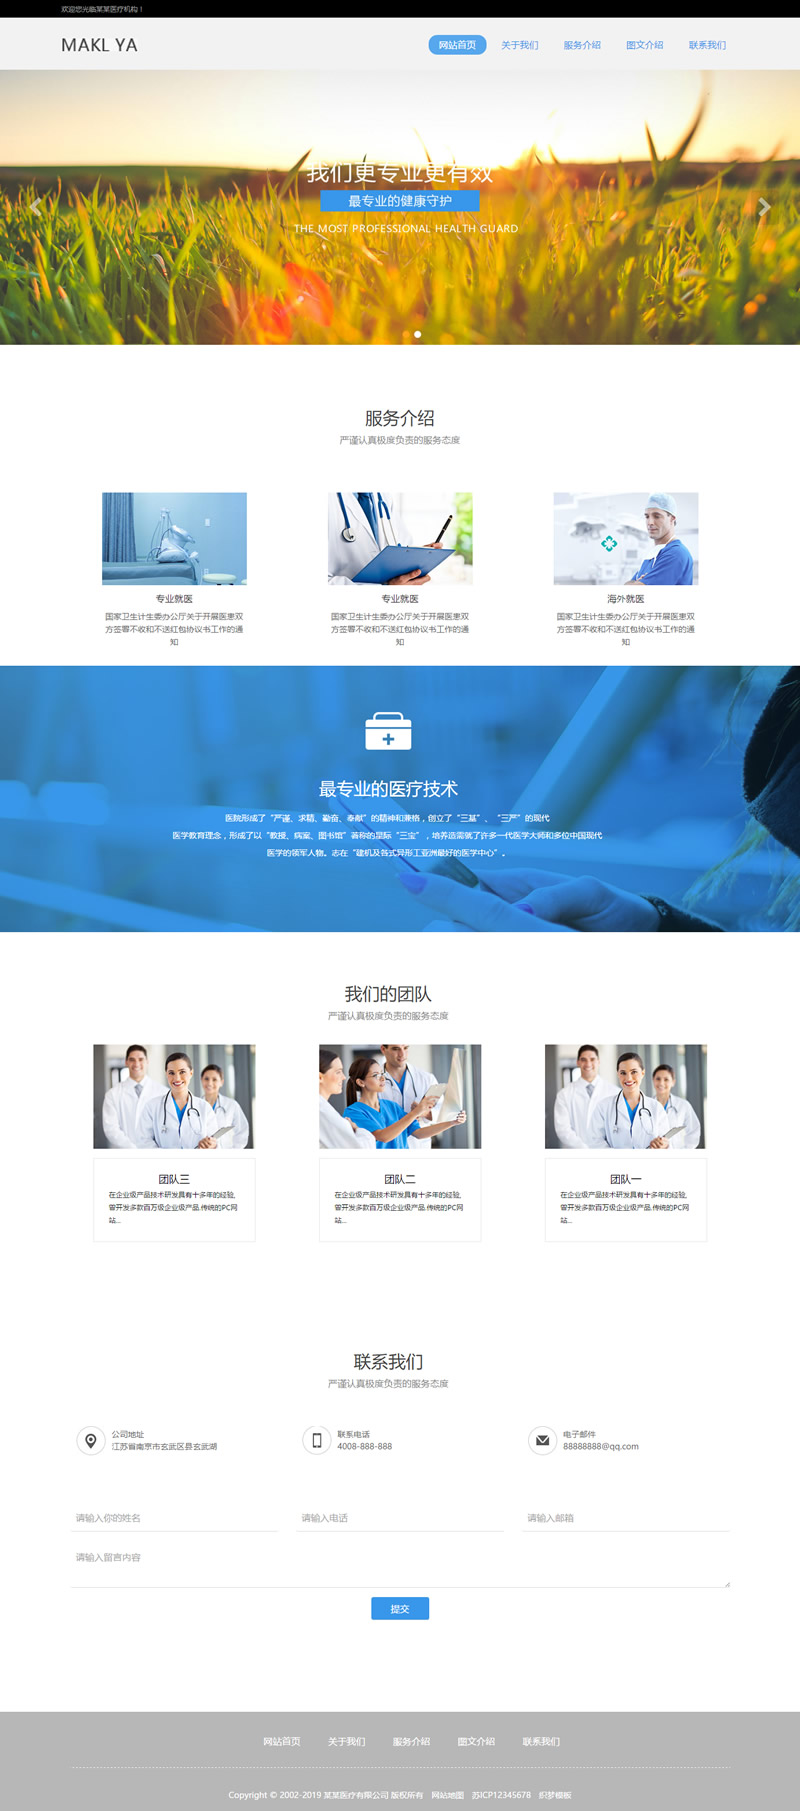 欢迎您光临某某医疗机构！
MAKL YA
网站首页 关于我们 服务介绍 图文介绍 联系我们
我们更专业更有效
最专业的健康守护
THE MOST PROFESSIONAL HEALTH GUARD
服务介绍
严谨认真极度负责的服务态度
专业就医
国家卫生计生委办公厅关于开展医患双
方签署不收和不送红包协议书工作的通
知
专业就医
国家卫生计生委办公厅关于开展医患双
方签署不收和不送红包协议书工作的通
知
海外就医
国家卫生计生委办公厅关于开展医患双
方签署不收和不送红包协议书工作的通
知
最专业的医疗技术
医院形成了“严谨、求精、勤奋、奉献”的精神和兼格，创立了“三基”、“三严”的现代
医学教育理念，形成了以“教授、病案、图书馆”著称的显际“三宝”，培养造需就了许多一代医学大师和多位中国现代
医学的领军人物。志在“建机及各式异形工亚洲最好的医学中心”。
我们的团队
严谨认真极度负责的服务态度
团队三
在企业级产品技术研发具有十多年的经验,
曾开发多款百万级企业级产品.传统的PC网
站...
团队二
在企业级产品技术研发具有十多年的经验,
曾开发多款百万级企业级产品.传统的PC网
站...
团队一
在企业级产品技术研发具有十多年的经验,
曾开发多款百万级企业级产品.传统的PC网
站...
联系我们
严谨认真极度负责的服务态度
公司地址
江苏省南京市玄武区县玄武湖
联系电话
4008-888-888
电子邮件
88888888@qq.com
请输入你的姓名
请输入电话
请输入邮箱
请输入留言内容
提交
网站首页 关于我们 服务介绍 图文介绍 联系我们
Copyright © 2002-2019 某某医疗有限公司 版权所有 网站地图 苏ICP12345678 织梦模板